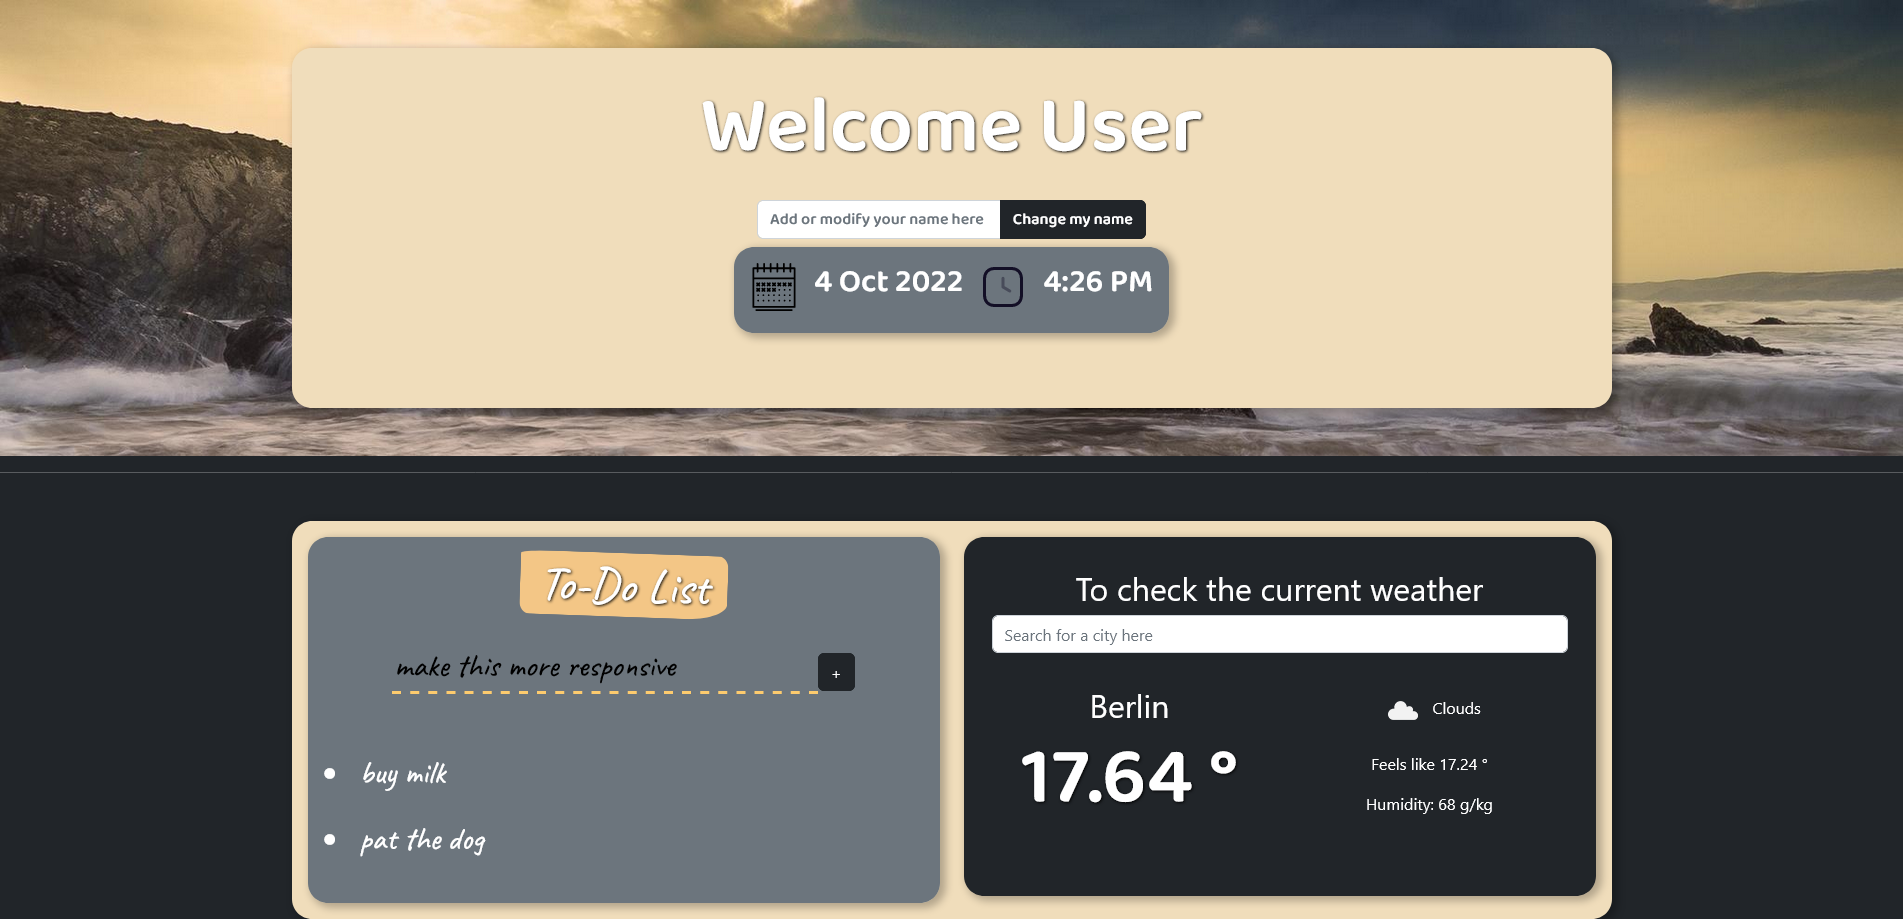 Welcome User
Add or modify your name here
Change my name
4 Oct 2022
4:26 PM
To-Do List
make this more responsive
+
buy milk
pat the dog
To check the current weather
Search for a city here
Berlin
17.64 °
Clouds
Feels like 17.24 °
Humidity: 68 g/kg